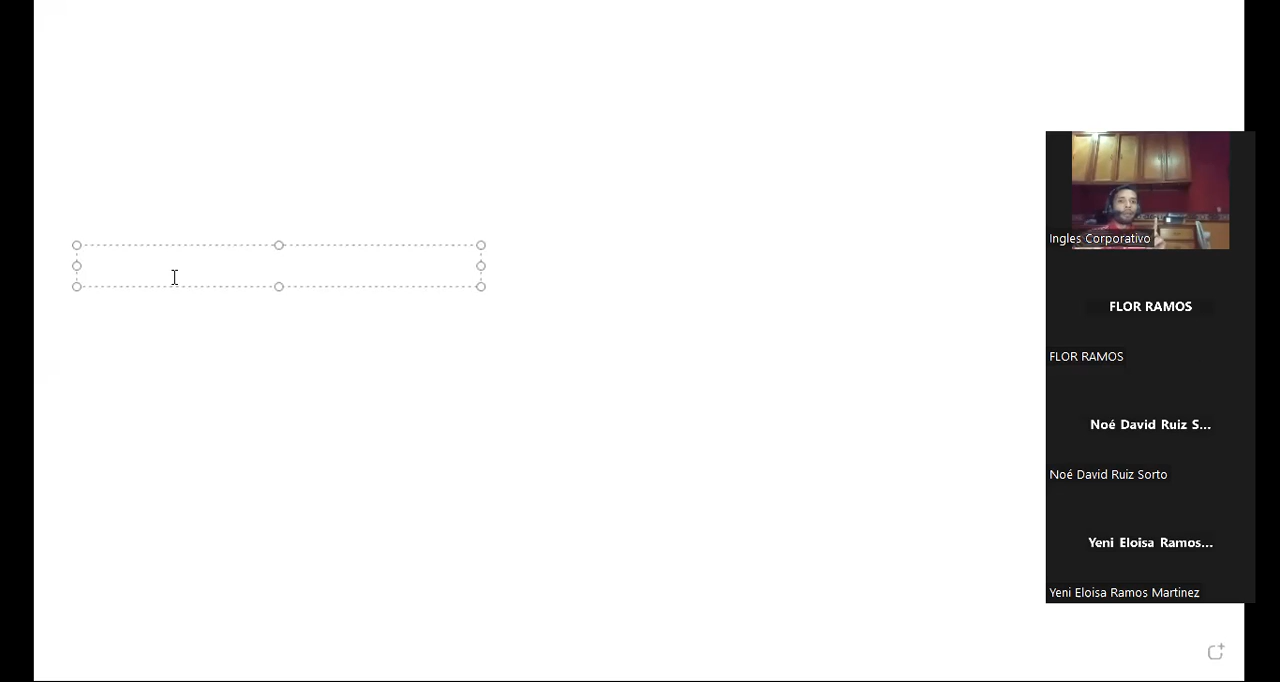 Ingles Corporativo
FLOR RAMOS
FLOR RAMOS
Noé David Ruiz S...
Noé David Ruiz Sorto
Yeni Eloisa Ramos...
Yeni Eloisa Ramos Martinez